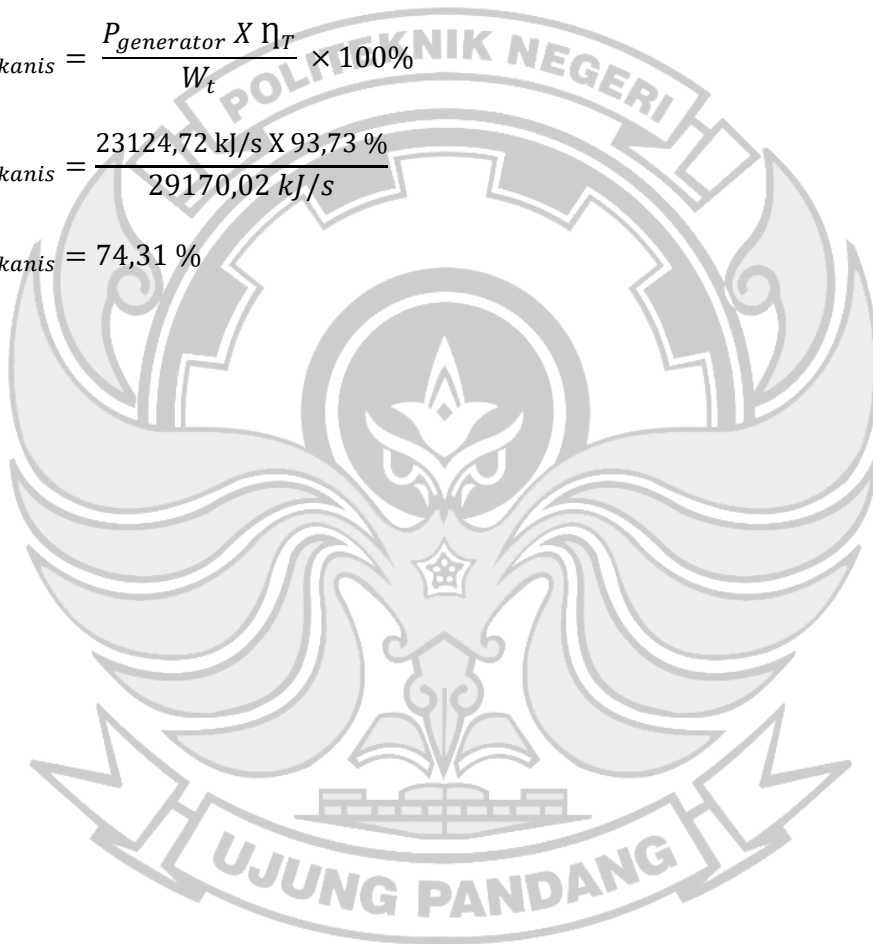 kanis = P_generator X Ƞ_T / W_t × 100%
kanis = 23124,72 kJ/s X 93,73 % / 29170,02 kJ/s
kanis = 74,31 %
POLITEKNIK NEGERI
UJUNG PANDANG